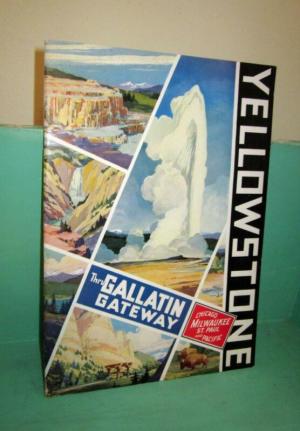 YELLOWSTONE
Thru GALLATIN
GATEWAY
CHICAGO
MILWAUKEE
ST. PAUL
AND PACIFIC